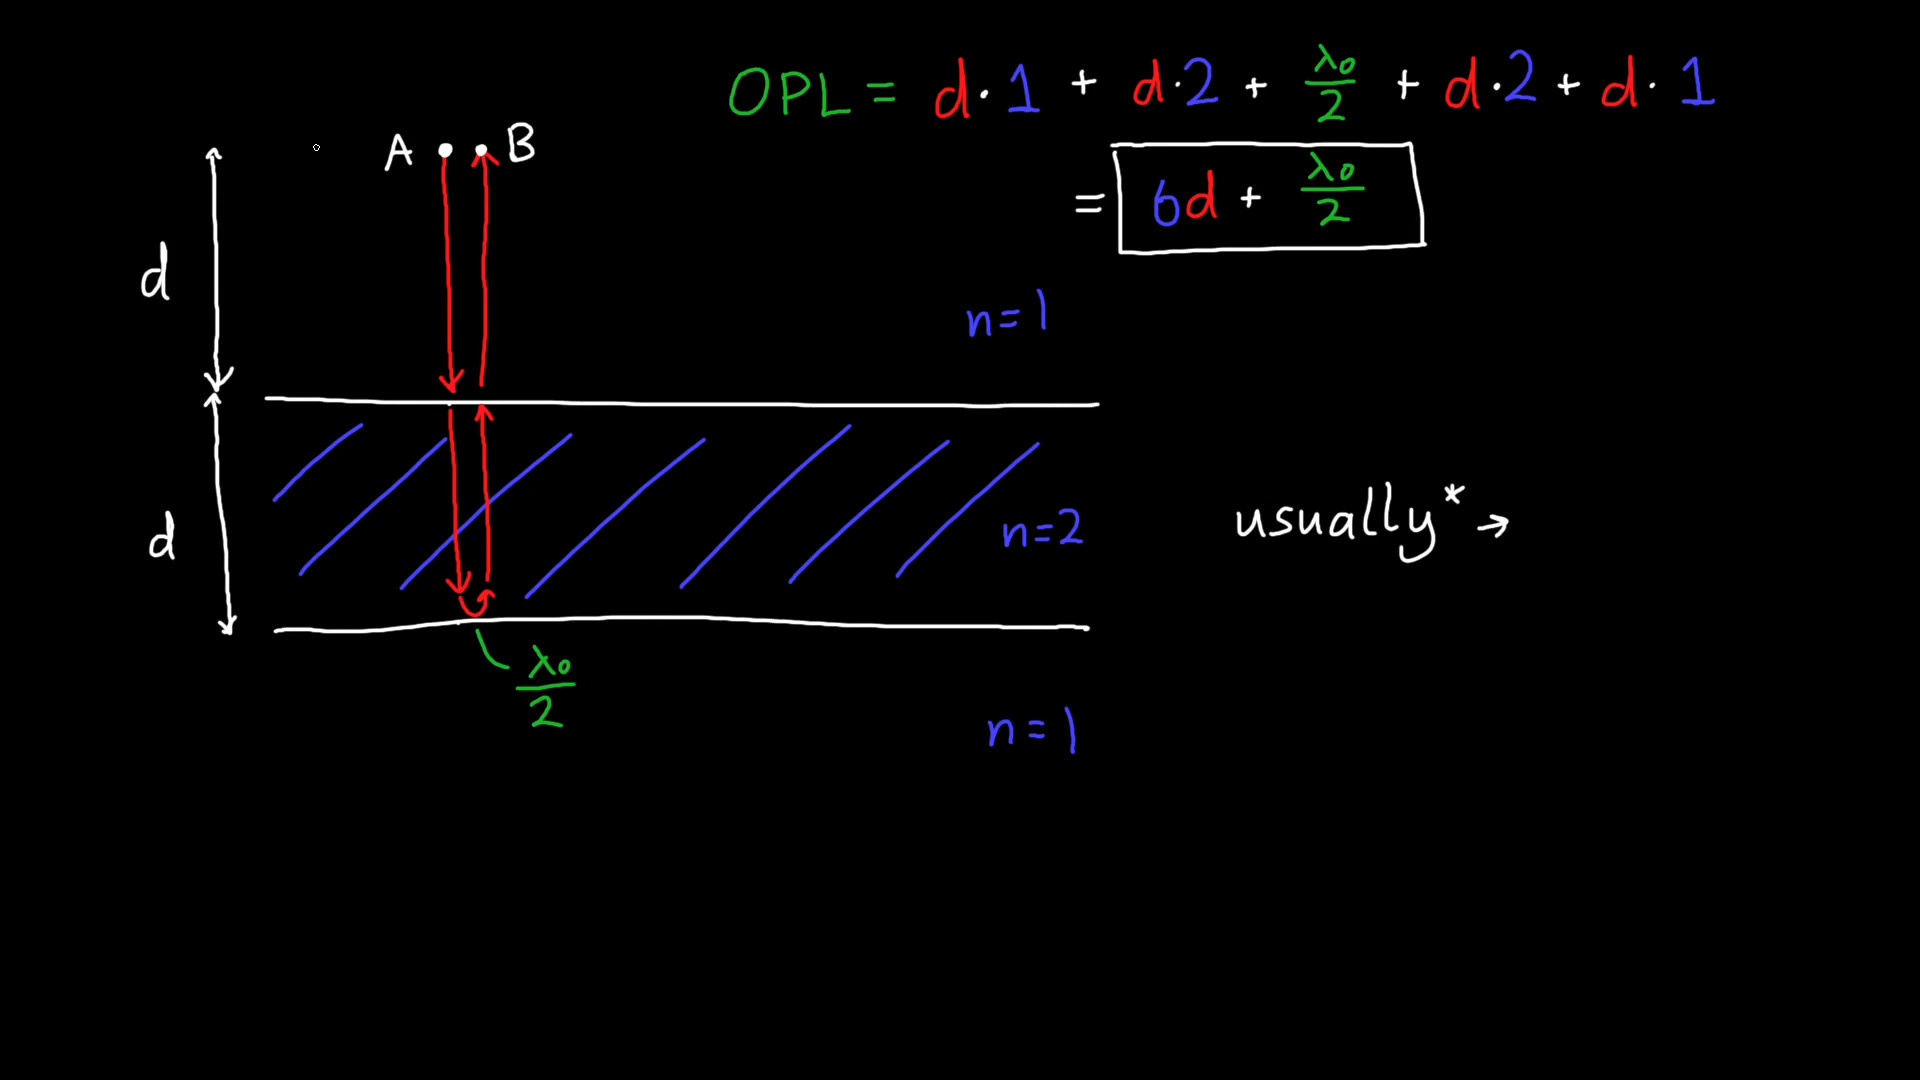 OPL = d · 1 + d · 2 + λ₀/2 + d · 2 + d · 1
= 6d + λ₀/2
A B
d
n = 1
d
n = 2
usually* →
λ₀/2
n = 1